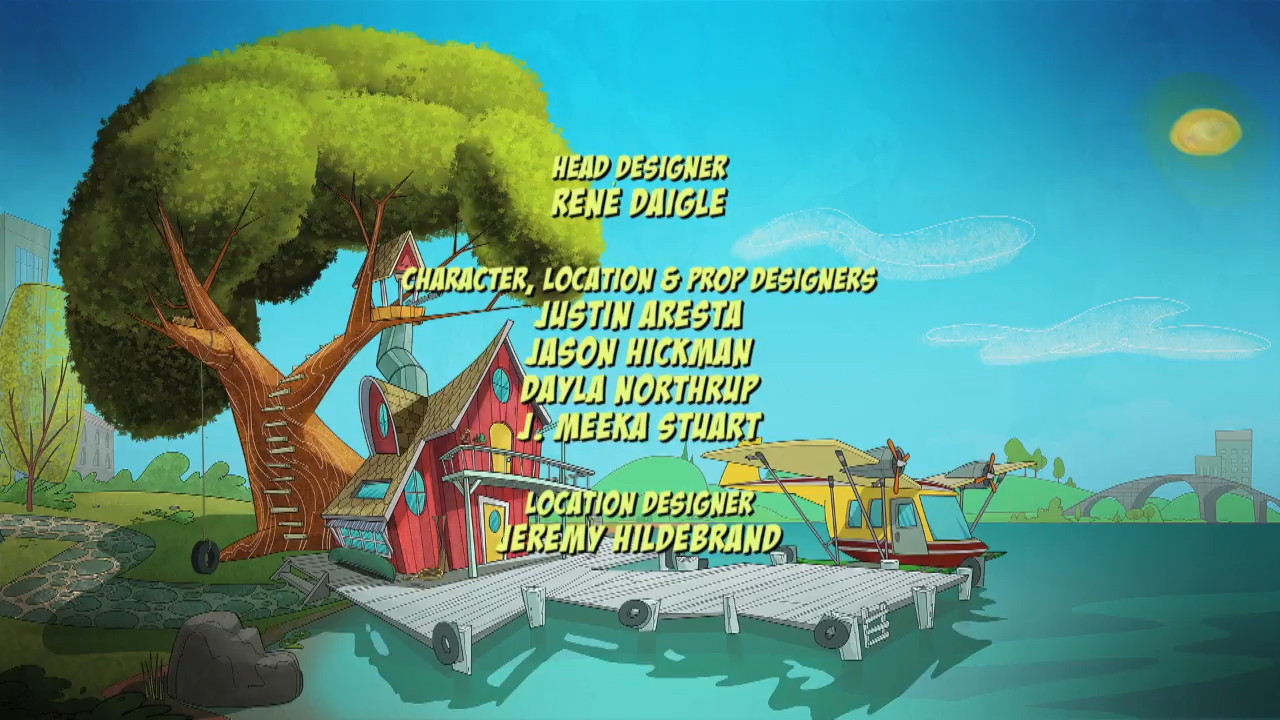 HEAD DESIGNER
RENÉ DAIGLE
CHARACTER, LOCATION & PROP DESIGNERS
JUSTIN ARESTA
JASON HICKMAN
DAYLA NORTHRUP
J. MEEKA STUART
LOCATION DESIGNER
JEREMY HILDEBRAND